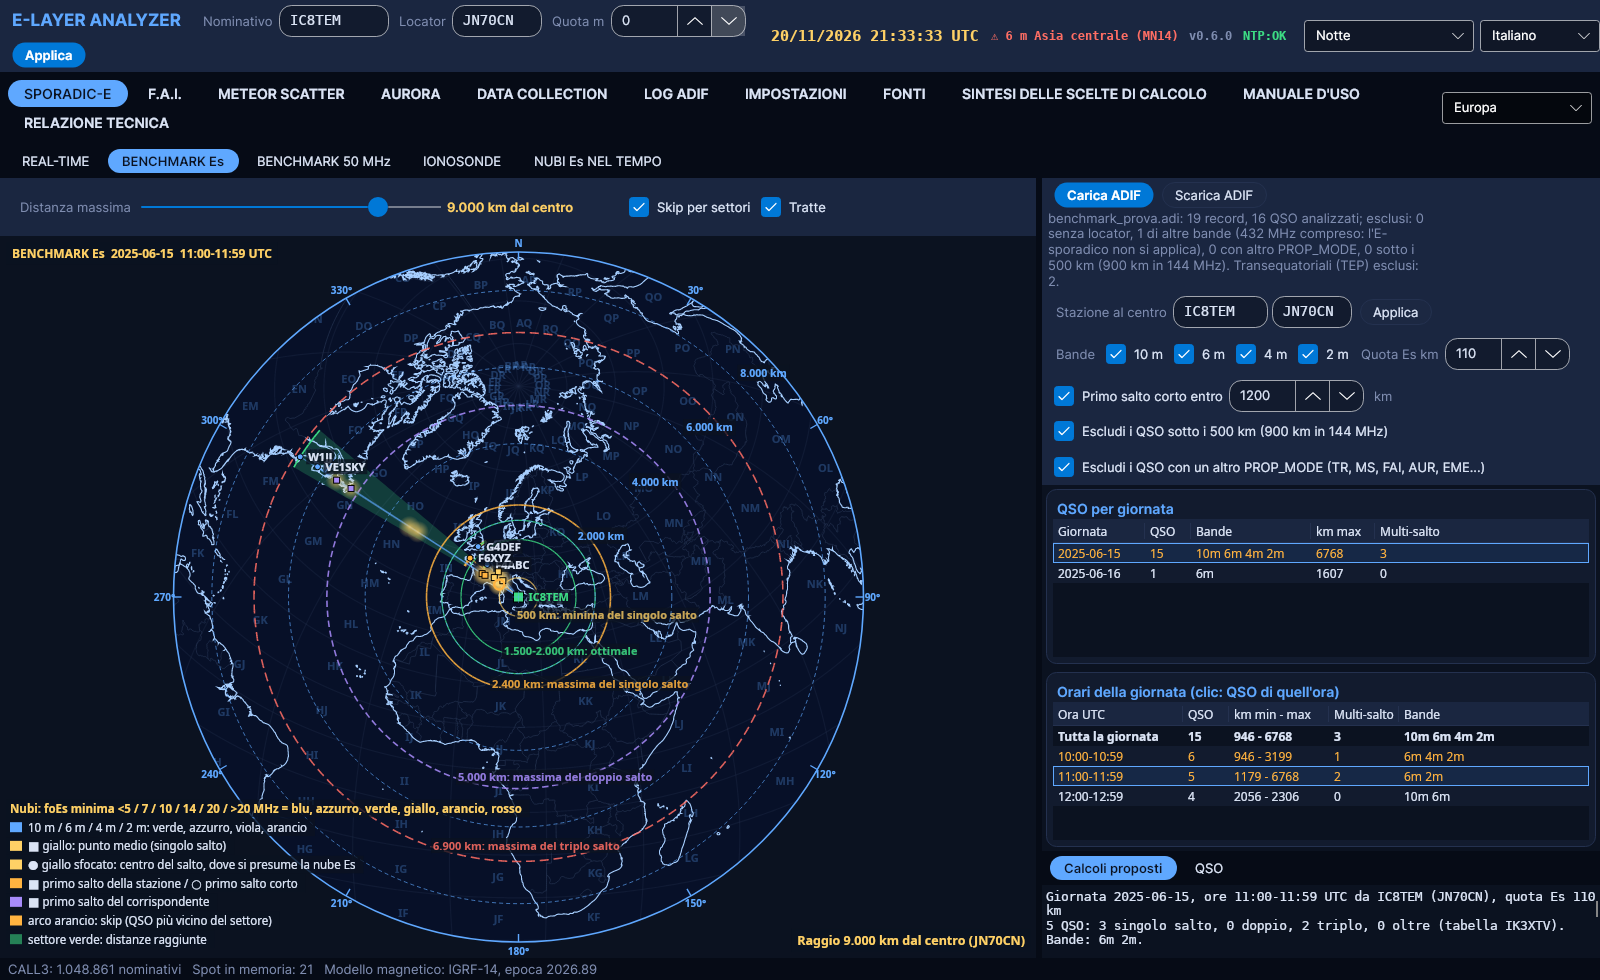 E-LAYER ANALYZER
Nominativo IC8TEM Locator JN70CN Quota m 0
20/11/2026 21:33:33 UTC ⚠ 6 m Asia centrale (MN14) v0.6.0 NTP:OK
Notte Italiano
Applica
SPORADIC-E F.A.I. METEOR SCATTER AURORA DATA COLLECTION LOG ADIF IMPOSTAZIONI FONTI SINTESI DELLE SCELTE DI CALCOLO MANUALE D'USO
RELAZIONE TECNICA
Europa
REAL-TIME BENCHMARK Es BENCHMARK 50 MHz IONOSONDE NUBI Es NEL TEMPO
Distanza massima 9.000 km dal centro Skip per settori Tratte
BENCHMARK Es 2025-06-15 11:00-11:59 UTC
N
330° 30°
8.000 km
300° 60°
6.000 km
W1
VE1SKY
4.000 km
2.000 km
G4DEF
F6XYZ
ABC
270° IC8TEM 90°
500 km: minima del singolo salto
1.500-2.000 km: ottimale
2.400 km: massima del singolo salto
240° 5.000 km: massima del doppio salto 120°
6.900 km: massima del triplo salto
210° 150°
180°
Nubi: foEs minima <5 / 7 / 10 / 14 / 20 / >20 MHz = blu, azzurro, verde, giallo, arancio, rosso
10 m / 6 m / 4 m / 2 m: verde, azzurro, viola, arancio
giallo: punto medio (singolo salto)
giallo sfocato: centro del salto, dove si presume la nube Es
primo salto della stazione / ○ primo salto corto
primo salto del corrispondente
arco arancio: skip (QSO più vicino del settore)
settore verde: distanze raggiunte
Raggio 9.000 km dal centro (JN70CN)
Carica ADIF Scarica ADIF
benchmark_prova.adi: 19 record, 16 QSO analizzati; esclusi: 0
senza locator, 1 di altre bande (432 MHz compreso: l'E-
sporadico non si applica), 0 con altro PROP_MODE, 0 sotto i
500 km (900 km in 144 MHz). Transequatoriali (TEP) esclusi:
2.
Stazione al centro IC8TEM JN70CN Applica
Bande 10 m 6 m 4 m 2 m Quota Es km 110
Primo salto corto entro 1200 km
Escludi i QSO sotto i 500 km (900 km in 144 MHz)
Escludi i QSO con un altro PROP_MODE (TR, MS, FAI, AUR, EME...)
QSO per giornata
Giornata QSO Bande km max Multi-salto
2025-06-15 15 10m 6m 4m 2m 6768 3
2025-06-16 1 6m 1607 0
Orari della giornata (clic: QSO di quell'ora)
Ora UTC QSO km min - max Multi-salto Bande
Tutta la giornata 15 946 - 6768 3 10m 6m 4m 2m
10:00-10:59 6 946 - 3199 1 6m 4m 2m
11:00-11:59 5 1179 - 6768 2 6m 2m
12:00-12:59 4 2056 - 2306 0 10m 6m
Calcoli proposti QSO
Giornata 2025-06-15, ore 11:00-11:59 UTC da IC8TEM (JN70CN), quota Es 110
km
5 QSO: 3 singolo salto, 0 doppio, 2 triplo, 0 oltre (tabella IK3XTV).
Bande: 6m 2m.
CALL3: 1.048.861 nominativi Spot in memoria: 21 Modello magnetico: IGRF-14, epoca 2026.89